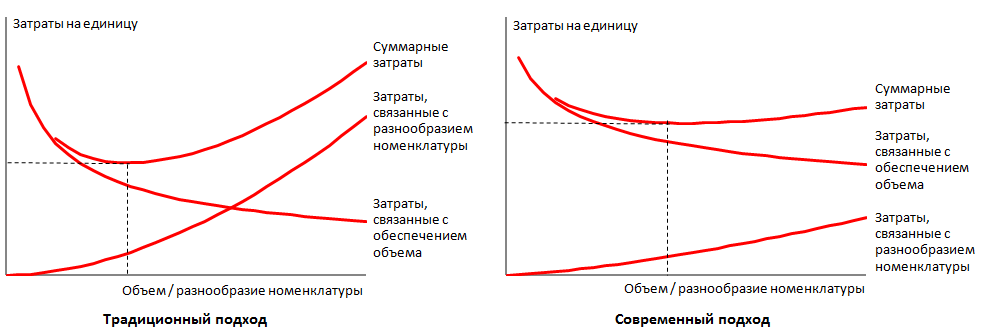 Затраты на единицу
Суммарные
затраты
Затраты,
связанные с
разнообразием
номенклатуры
Затраты,
связанные с
обеспечением
объема
Объем / разнообразие номенклатуры
Традиционный подход
Затраты на единицу
Суммарные
затраты
Затраты,
связанные с
обеспечением
объема
Затраты,
связанные с
разнообразием
номенклатуры
Объем / разнообразие номенклатуры
Современный подход